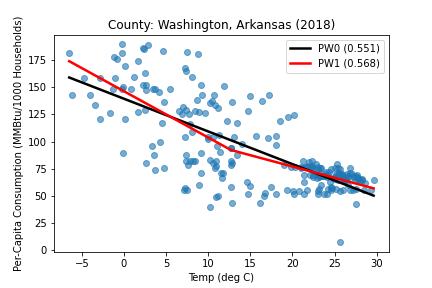 County: Washington, Arkansas (2018)
Per-Capita Consumption (MMBtu/1000 Households)
175
150
125
100
75
50
25
0
PW0 (0.551)
PW1 (0.568)
−5 0 5 10 15 20 25 30
Temp (deg C)